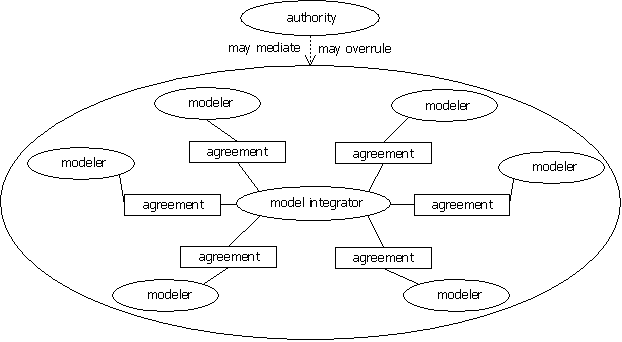 authority
may mediate may overrule
modeler
modeler
agreement
agreement
modeler
modeler
agreement
model integrator
agreement
agreement
agreement
modeler
modeler